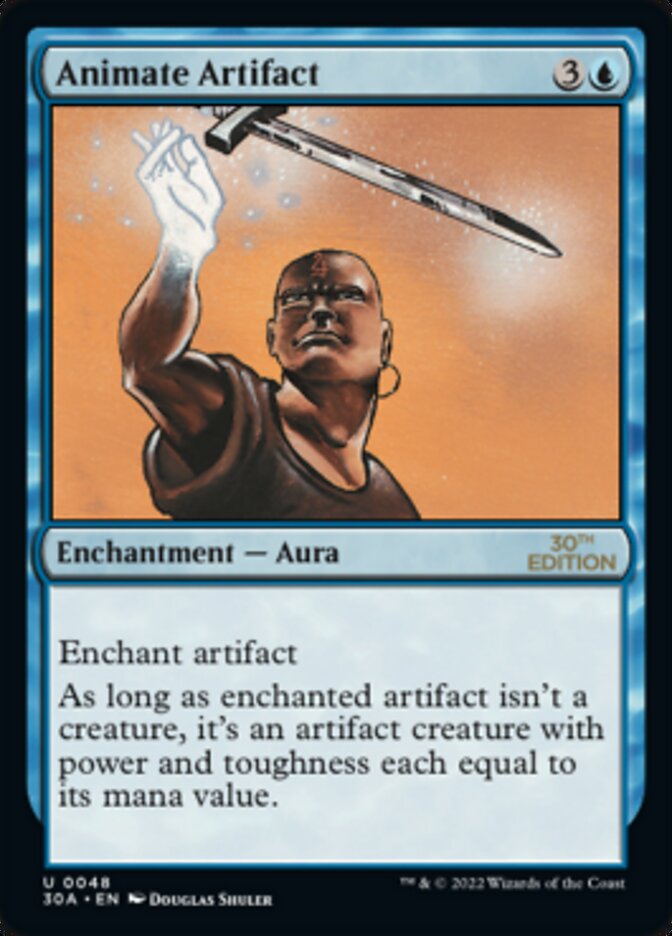 Animate Artifact 3
Enchantment — Aura
30TH
EDITION
Enchant artifact
As long as enchanted artifact isn't a
creature, it's an artifact creature with
power and toughness each equal to
its mana value.
U 0048
30A • EN Douglas Shuler
™ & © 2022 Wizards of the Coast